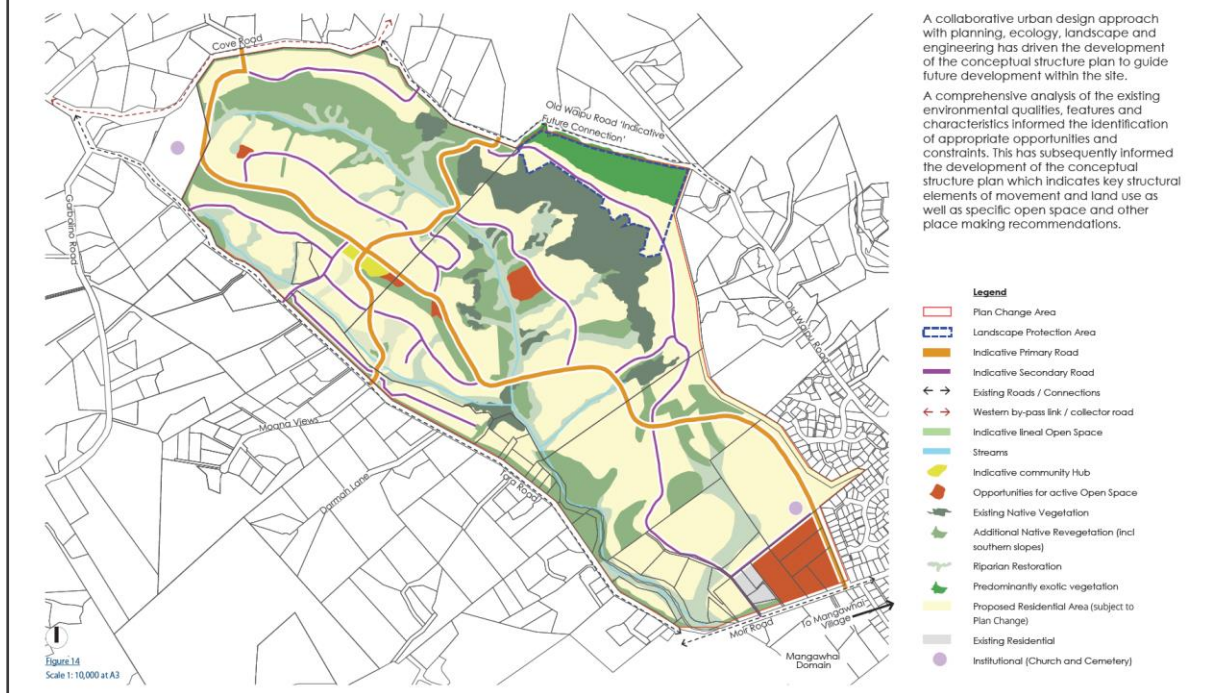 Cove Road
Old Waipu Road 'Indicative
Future Connection'
Garbolino Road
Old Waipu Road
Moana Views
Darman Lane
Tara Road
Moir Road
To Mangawhai
Village
Mangawhai
Domain
Figure 14
Scale 1: 10,000 at A3
A collaborative urban design approach
with planning, ecology, landscape and
engineering has driven the development
of the conceptual structure plan to guide
future development within the site.
A comprehensive analysis of the existing
environmental qualities, features and
characteristics informed the identification
of appropriate opportunities and
constraints. This has subsequently informed
the development of the conceptual
structure plan which indicates key structural
elements of movement and land use as
well as specific open space and other
place making recommendations.
Legend
Plan Change Area
Landscape Protection Area
Indicative Primary Road
Indicative Secondary Road
Existing Roads / Connections
Western by-pass link / collector road
Indicative lineal Open Space
Streams
Indicative community Hub
Opportunities for active Open Space
Existing Native Vegetation
Additional Native Revegetation (incl
southern slopes)
Riparian Restoration
Predominantly exotic vegetation
Proposed Residential Area (subject to
Plan Change)
Existing Residential
Institutional (Church and Cemetery)